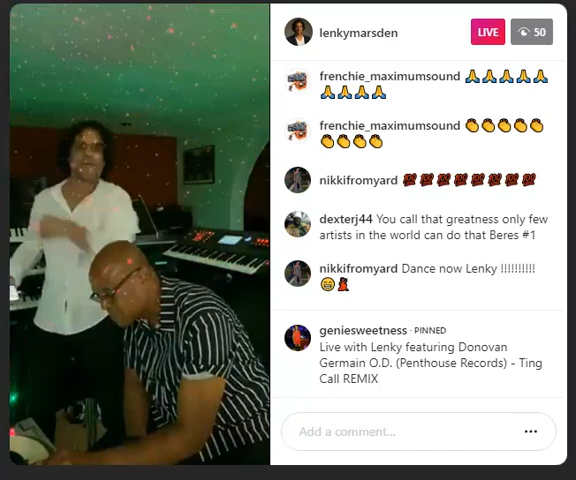 lenkymarsden
LIVE
50
frenchie_maximumsound 🙏🙏🙏🙏🙏
🙏🙏🙏🙏
frenchie_maximumsound 👏👏👏👏👏
👏👏👏👏
nikkifromyard 💯💯💯💯💯💯💯💯
dexterj44 You call that greatness only few
artists in the world can do that Beres #1
nikkifromyard Dance now Lenky !!!!!!!!!!
😁💃
geniesweetness · PINNED
Live with Lenky featuring Donovan
Germain O.D. (Penthouse Records) - Ting
Call REMIX
Add a comment...